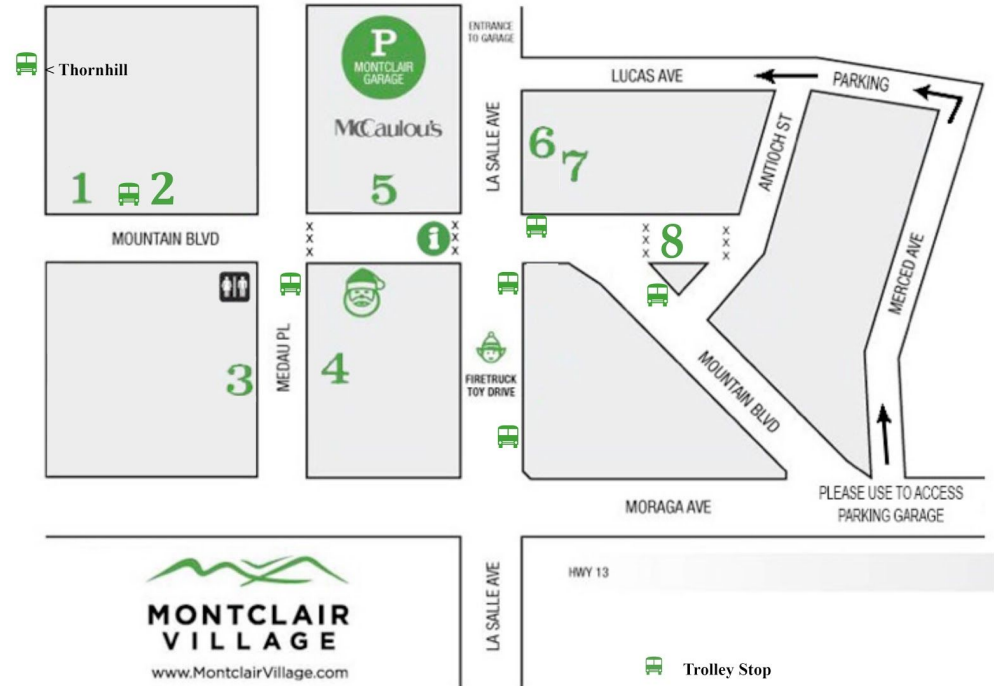 ENTRANCE
TO GARAGE
< Thornhill
P
MONTCLAIR
GARAGE
McCaulou's
LA SALLE AVE
LUCAS AVE
PARKING
ANTIOCH ST
MERCED AVE
1
2
5
6
7
8
MOUNTAIN BLVD
X
X
X
i
X
X
X
X
X
X
X
X
X
3
MEDAU PL
4
FIRETRUCK
TOY DRIVE
MOUNTAIN BLVD
MORAGA AVE
PLEASE USE TO ACCESS
PARKING GARAGE
MONTCLAIR
VILLAGE
www.MontclairVillage.com
LA SALLE AVE
HWY 13
Trolley Stop